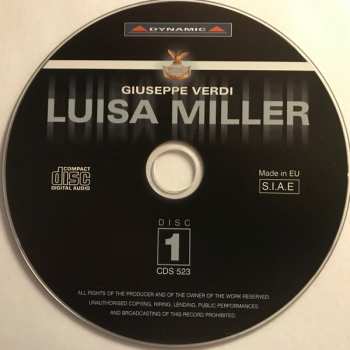 DYNAMIC
GIUSEPPE VERDI
LUISA MILLER
COMPACT
disc
DIGITAL AUDIO
Made in EU
S.I.A.E
DISC
1
CDS 523
ALL RIGHTS OF THE PRODUCER AND OF THE OWNER OF THE WORK RESERVED.
UNAUTHORISED COPYING, HIRING, LENDING, PUBLIC PERFORMANCES
AND BROADCASTING OF THIS RECORD PROHIBITED.